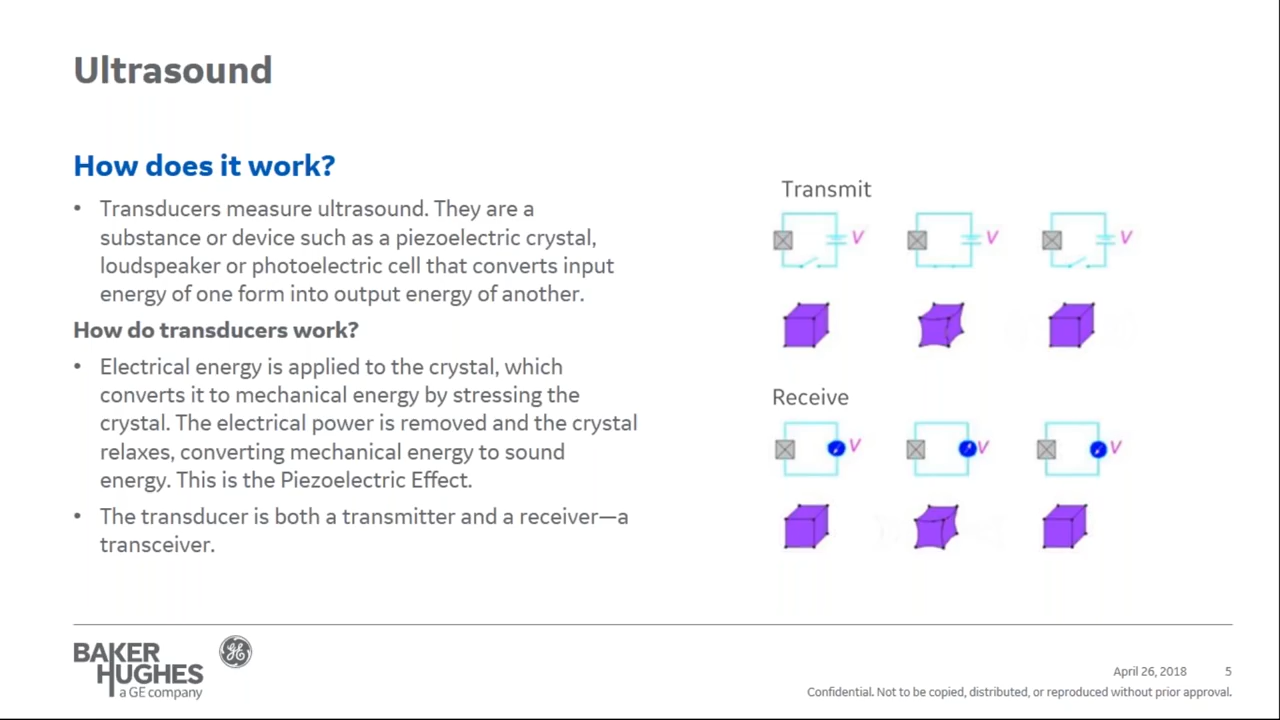 Ultrasound
How does it work?
• Transducers measure ultrasound. They are a
substance or device such as a piezoelectric crystal,
loudspeaker or photoelectric cell that converts input
energy of one form into output energy of another.
How do transducers work?
• Electrical energy is applied to the crystal, which
converts it to mechanical energy by stressing the
crystal. The electrical power is removed and the crystal
relaxes, converting mechanical energy to sound
energy. This is the Piezoelectric Effect.
• The transducer is both a transmitter and a receiver—a
transceiver.
Transmit
V V V
Receive
V V V
BAKER
HUGHES
a GE company
GE
April 26, 2018 5
Confidential. Not to be copied, distributed, or reproduced without prior approval.